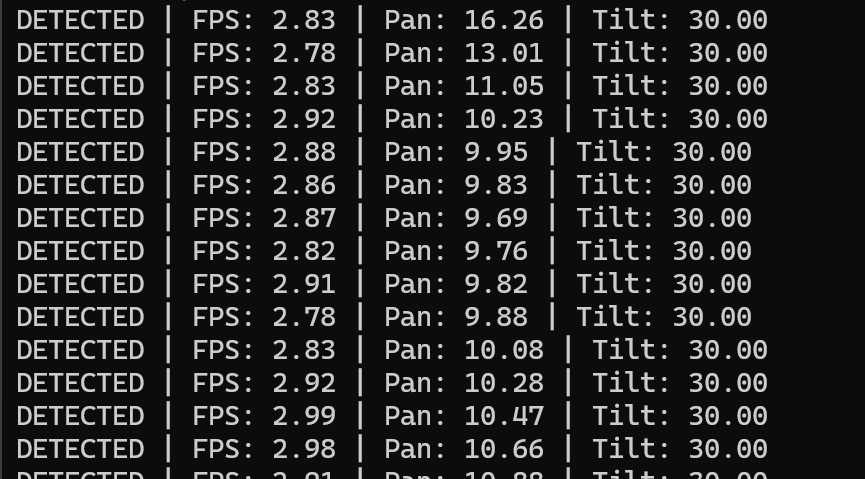 DETECTED | FPS: 2.83 | Pan: 16.26 | Tilt: 30.00
DETECTED | FPS: 2.78 | Pan: 13.01 | Tilt: 30.00
DETECTED | FPS: 2.83 | Pan: 11.05 | Tilt: 30.00
DETECTED | FPS: 2.92 | Pan: 10.23 | Tilt: 30.00
DETECTED | FPS: 2.88 | Pan: 9.95 | Tilt: 30.00
DETECTED | FPS: 2.86 | Pan: 9.83 | Tilt: 30.00
DETECTED | FPS: 2.87 | Pan: 9.69 | Tilt: 30.00
DETECTED | FPS: 2.82 | Pan: 9.76 | Tilt: 30.00
DETECTED | FPS: 2.91 | Pan: 9.82 | Tilt: 30.00
DETECTED | FPS: 2.78 | Pan: 9.88 | Tilt: 30.00
DETECTED | FPS: 2.83 | Pan: 10.08 | Tilt: 30.00
DETECTED | FPS: 2.92 | Pan: 10.28 | Tilt: 30.00
DETECTED | FPS: 2.99 | Pan: 10.47 | Tilt: 30.00
DETECTED | FPS: 2.98 | Pan: 10.66 | Tilt: 30.00
DETECTED | FPS: | Pan: | Tilt: 30.00